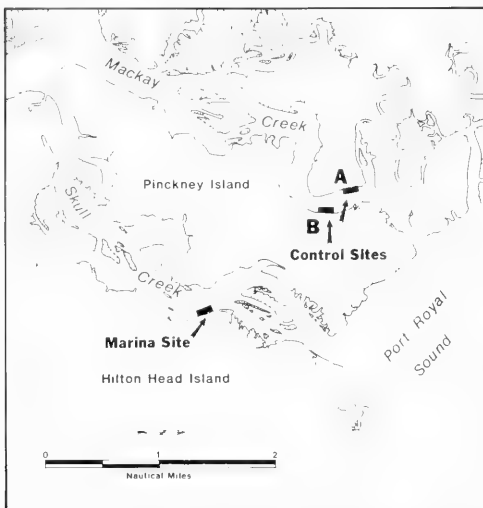 Mackay
Creek
Pinckney Island
A
Skull
B
Control Sites
Creek
Marina Site
Port Royal
Sound
Hilton Head Island
0 1 2
Nautical Miles